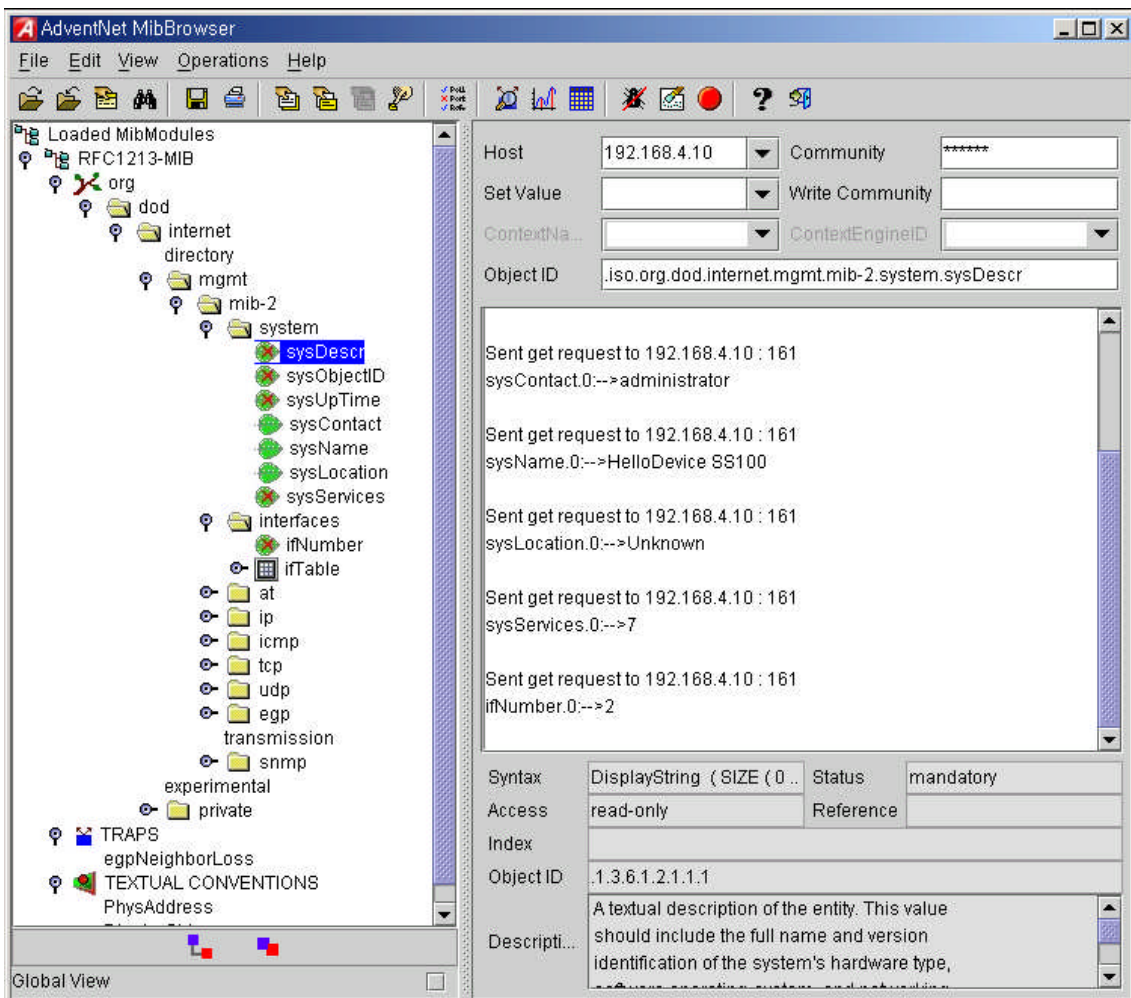 AdventNet MibBrowser
File Edit View Operations Help
Loaded MibModules
RFC1213-MIB
org
dod
internet
directory
mgmt
mib-2
system
sysDescr
sysObjectID
sysUpTime
sysContact
sysName
sysLocation
sysServices
interfaces
ifNumber
ifTable
at
ip
icmp
tcp
udp
egp
transmission
snmp
experimental
private
TRAPS
egpNeighborLoss
TEXTUAL CONVENTIONS
PhysAddress
Global View
Host 192.168.4.10 Community ******
Set Value Write Community
ContextNa... ContextEngineID
Object ID .iso.org.dod.internet.mgmt.mib-2.system.sysDescr
Sent get request to 192.168.4.10 : 161
sysContact.0:-->administrator
Sent get request to 192.168.4.10 : 161
sysName.0:-->HelloDevice SS100
Sent get request to 192.168.4.10 : 161
sysLocation.0:-->Unknown
Sent get request to 192.168.4.10 : 161
sysServices.0:-->7
Sent get request to 192.168.4.10 : 161
ifNumber.0:-->2
Syntax DisplayString ( SIZE ( 0 .. Status mandatory
Access read-only Reference
Index
Object ID .1.3.6.1.2.1.1.1
Descripti... A textual description of the entity. This value
should include the full name and version
identification of the system's hardware type,